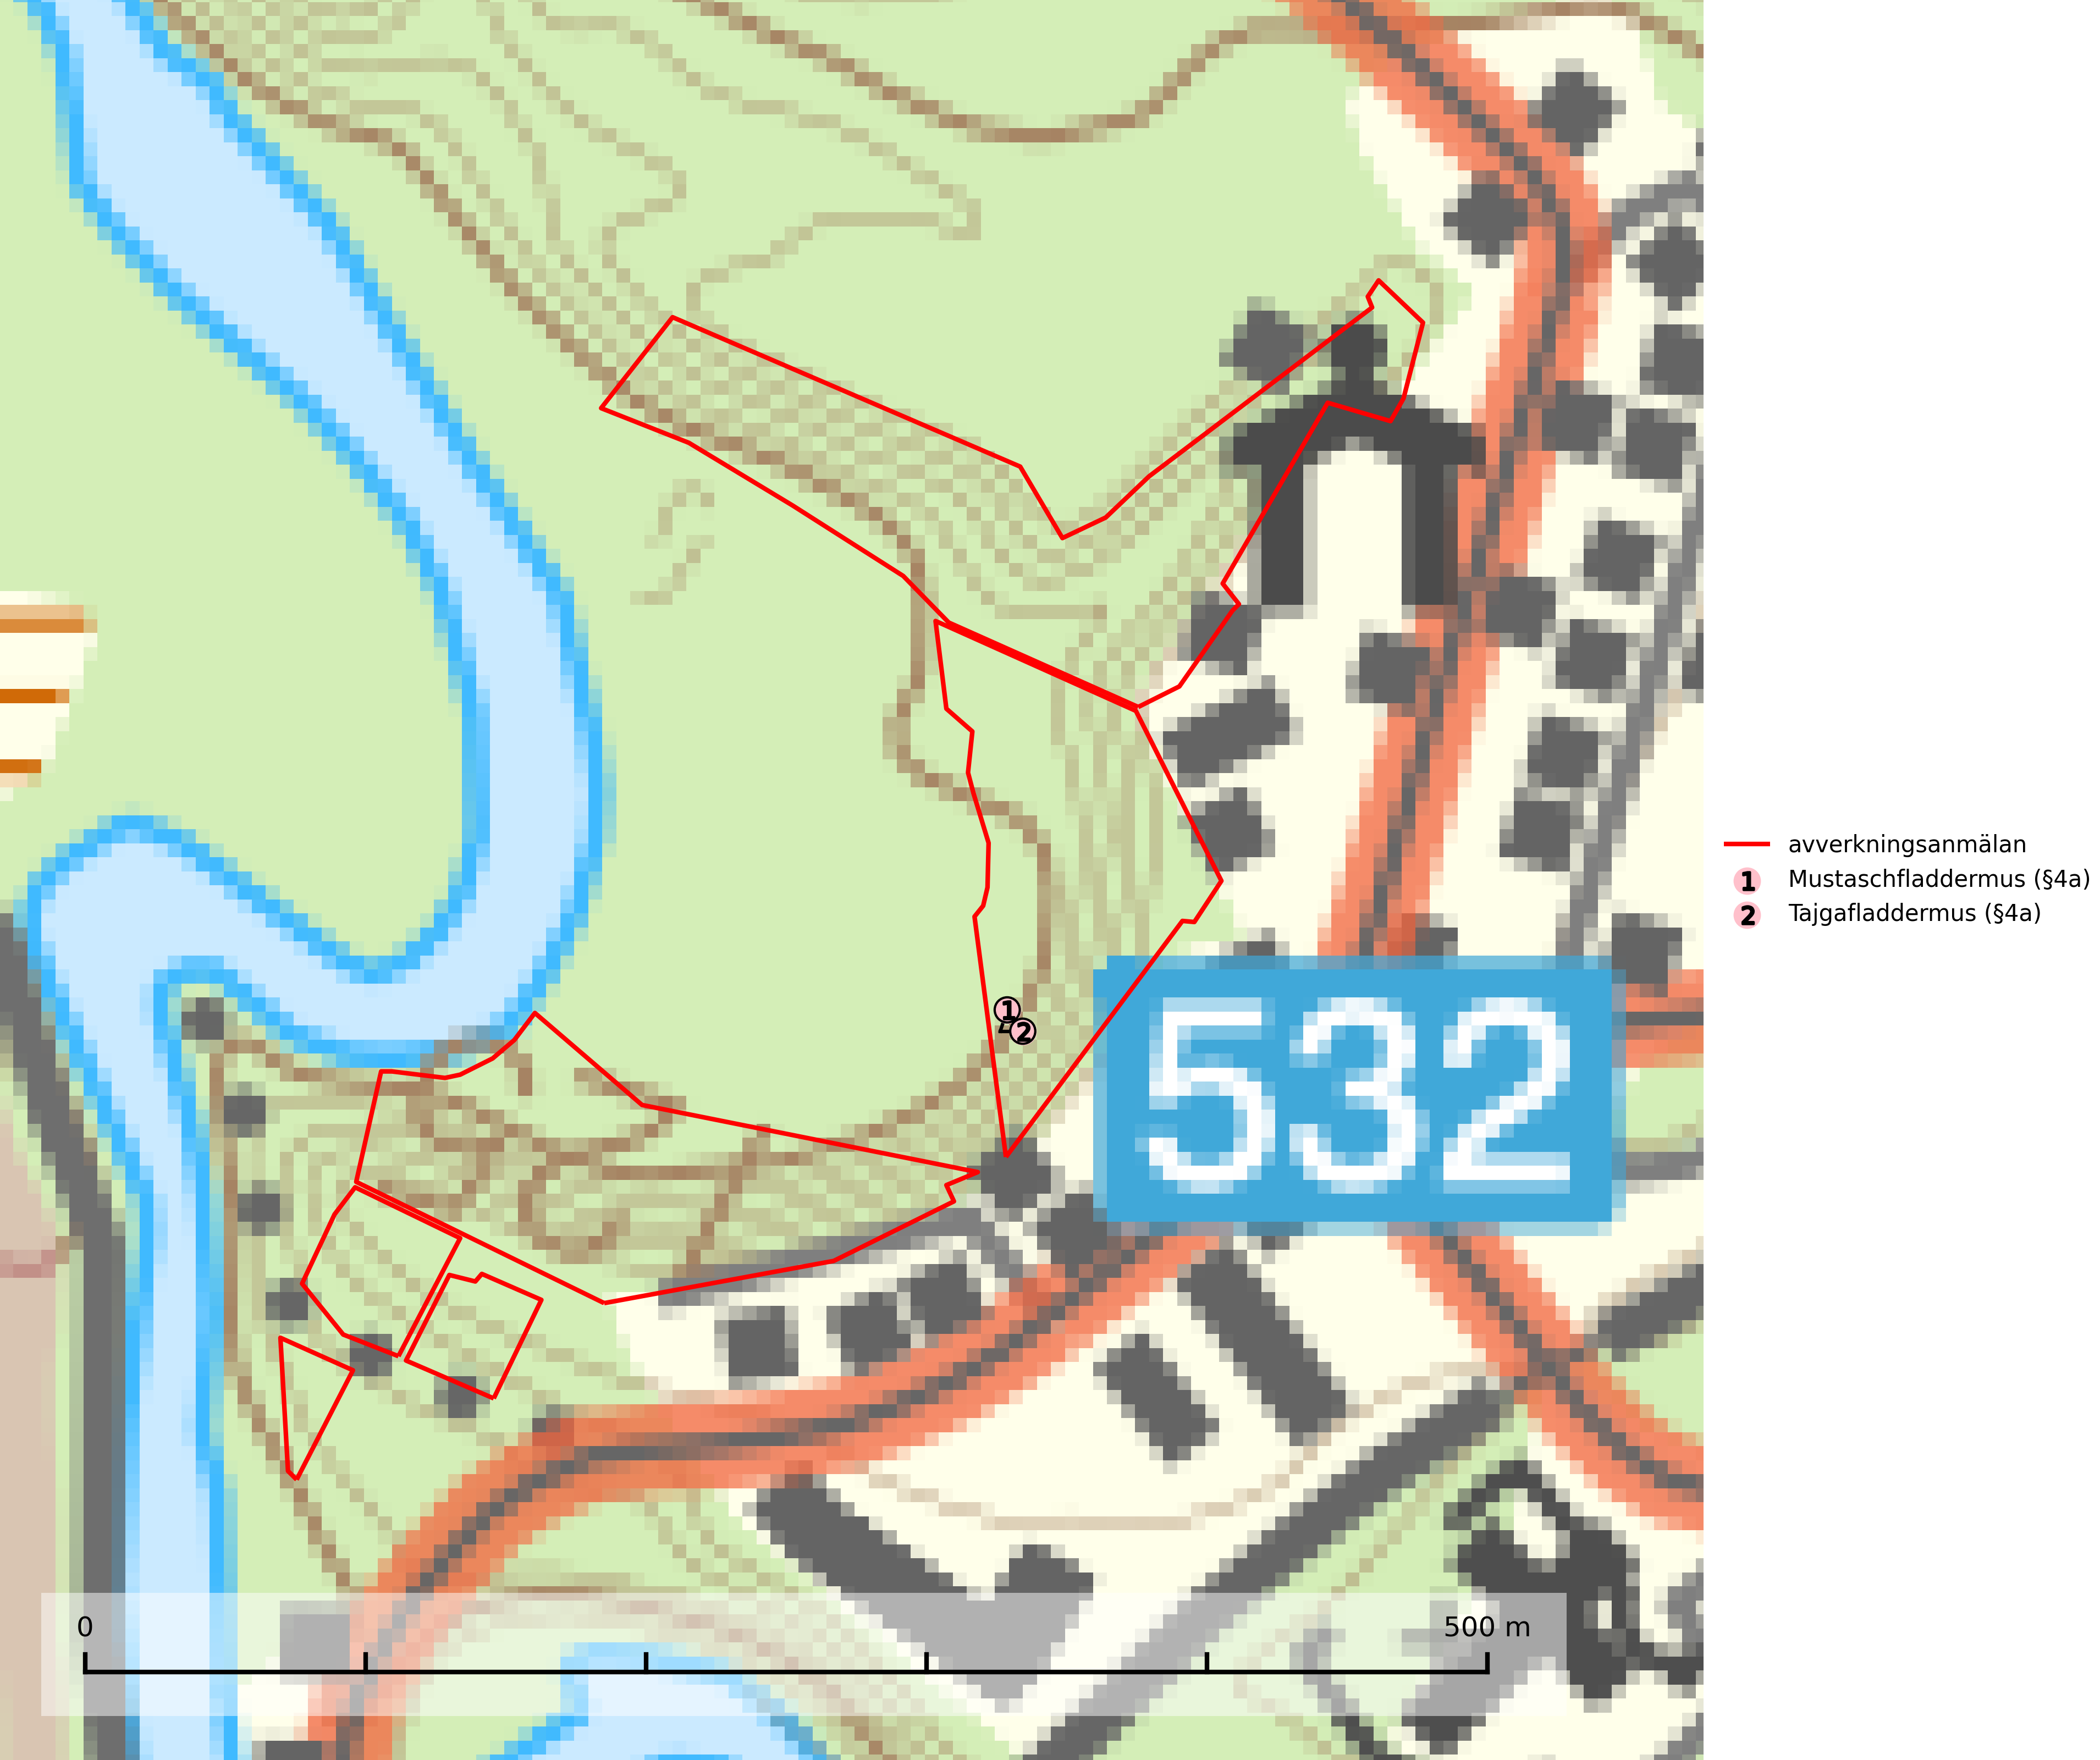 avverkningsanmälan
1 Mustaschfladdermus (§4a)
2 Tajgafladdermus (§4a)
1
2
532
0 500 m